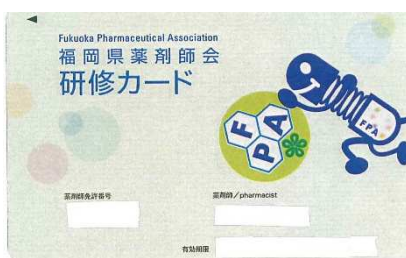 Fukuoka Pharmaceutical Association
福岡県薬剤師会
研修カード
FPA
FPA
薬剤師免許番号
薬剤師/pharmacist
有効期限